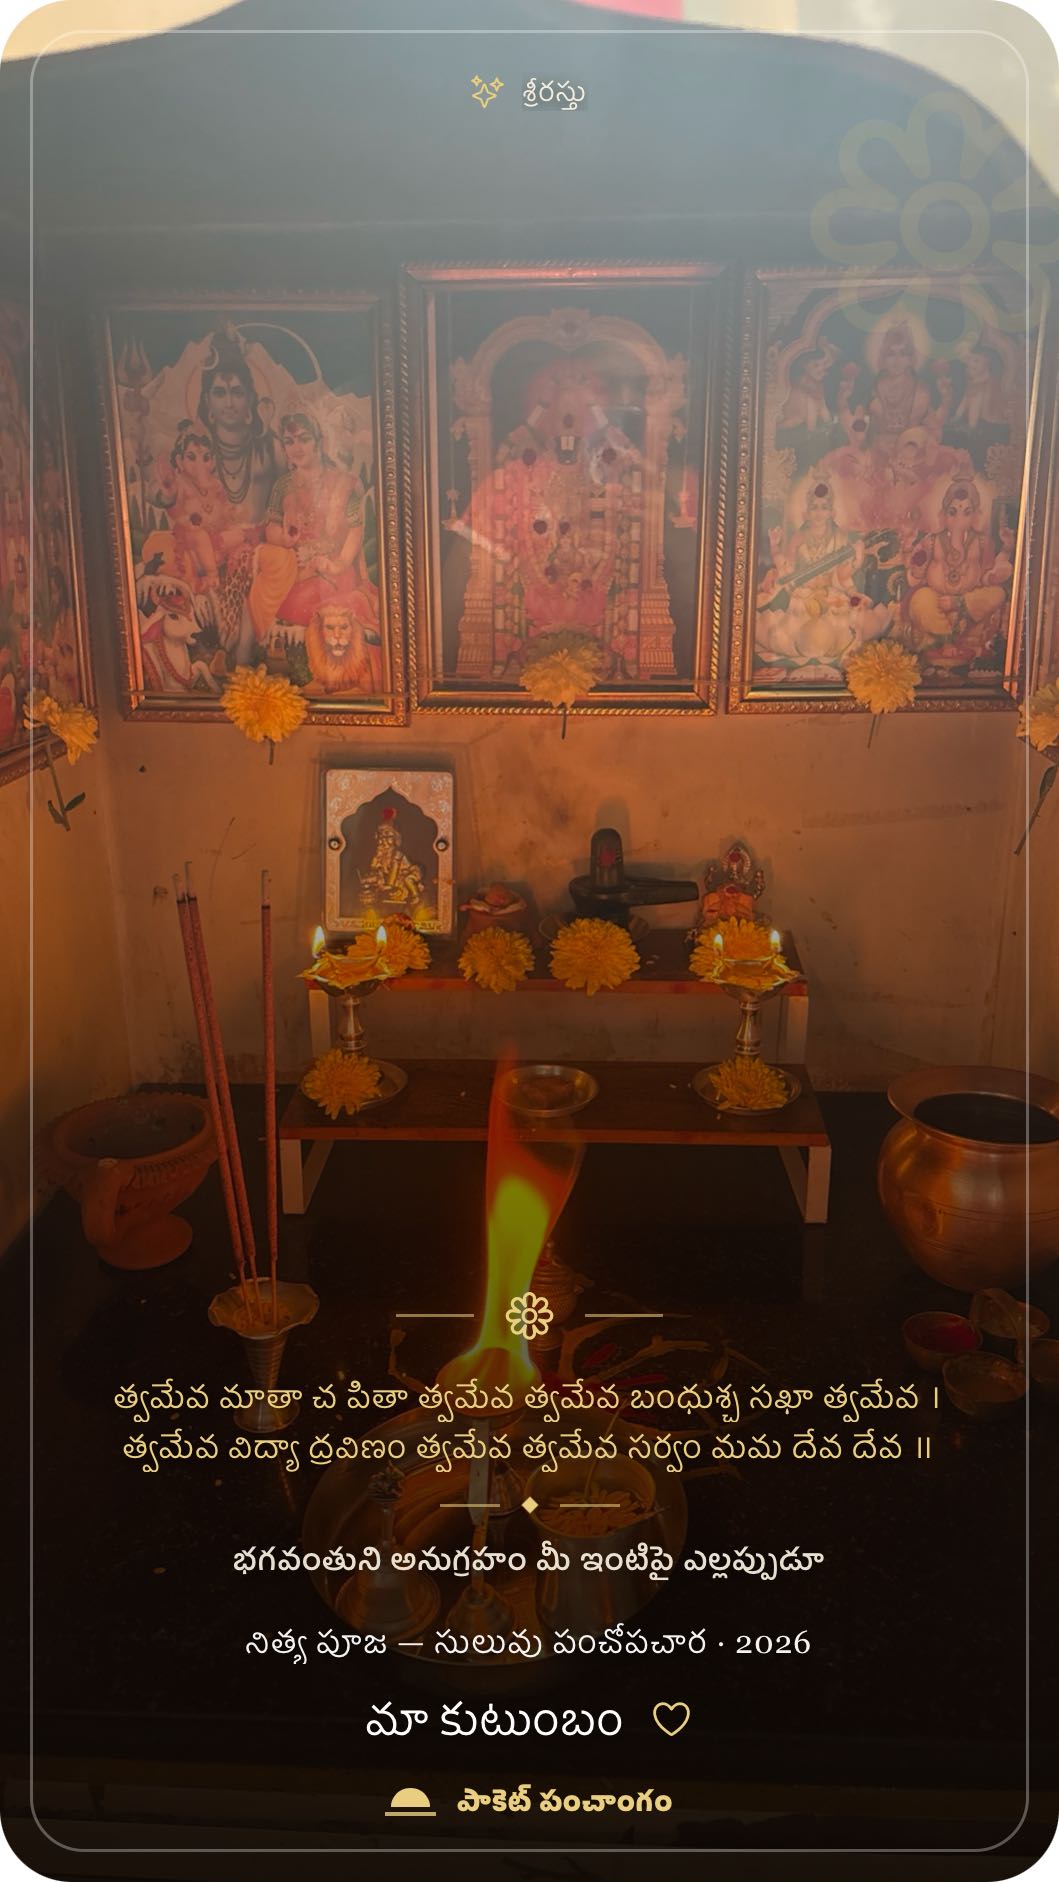 శ్రీరస్తు
త్వమేవ మాతా చ పితా త్వమేవ త్వమేవ బంధుశ్చ సఖా త్వమేవ ।
త్వమేవ విద్యా ద్రవిణం త్వమేవ త్వమేవ సర్వం మమ దేవ దేవ ॥
భగవంతుని అనుగ్రహం మీ ఇంటిపై ఎల్లప్పుడూ
నిత్య పూజ — సులువు పంచోపచార · 2026
మా కుటుంబం
పాకెట్ పంచాంగం